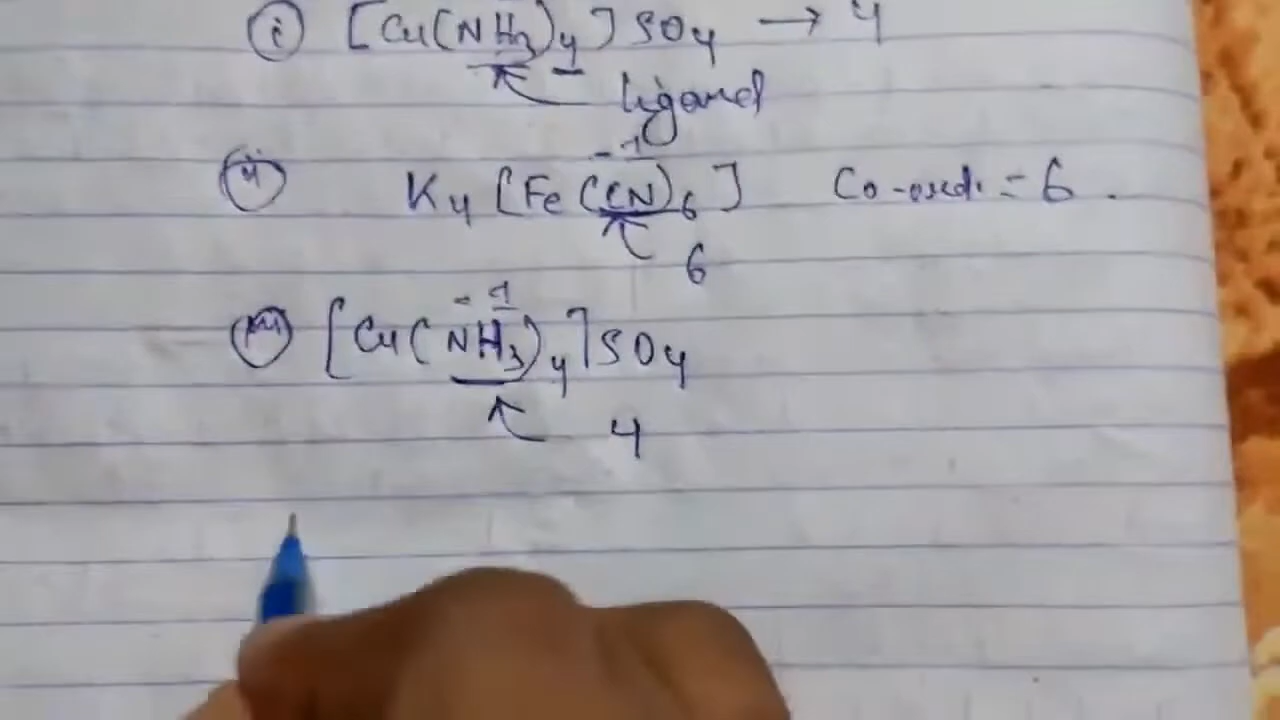 (i) [Cu(NH3)4] SO4 → 4
ligand
-1
(ii) K4 [Fe(CN)6] Co-ord. = 6 .
6
-1
(iii) [Cu(NH3)4] SO4
4